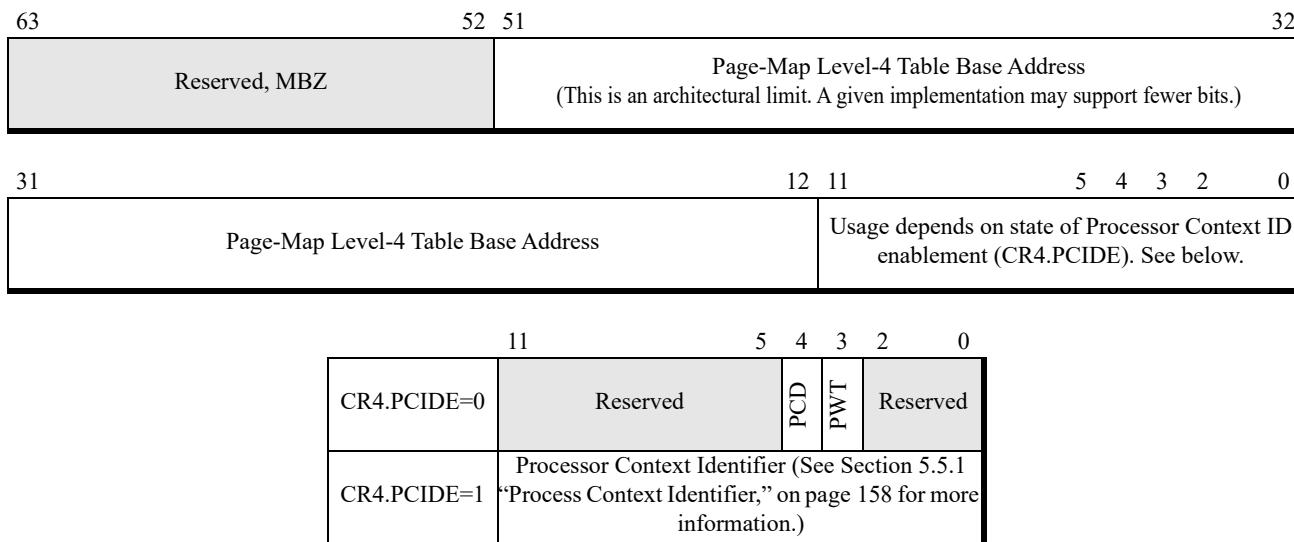 63 52 51 32
Reserved, MBZ
Page-Map Level-4 Table Base Address
(This is an architectural limit. A given implementation may support fewer bits.)
31 12 11 5 4 3 2 0
Page-Map Level-4 Table Base Address
Usage depends on state of Processor Context ID
enablement (CR4.PCIDE). See below.
11 5 4 3 2 0
CR4.PCIDE=0 Reserved PCD PWT Reserved
CR4.PCIDE=1
Processor Context Identifier (See Section 5.5.1
“Process Context Identifier,” on page 158 for more
information.)